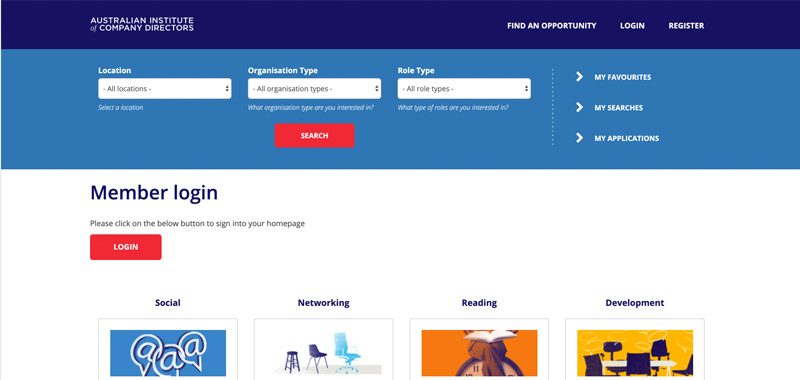 AUSTRALIAN INSTITUTE
of COMPANY DIRECTORS
FIND AN OPPORTUNITY LOGIN REGISTER
Location Organisation Type Role Type
- All locations - - All organisation types - - All role types -
Select a location What organisation type are you interested in? What type of roles are you interested in?
SEARCH
MY FAVOURITES
MY SEARCHES
MY APPLICATIONS
Member login
Please click on the below button to sign into your homepage
LOGIN
Social Networking Reading Development